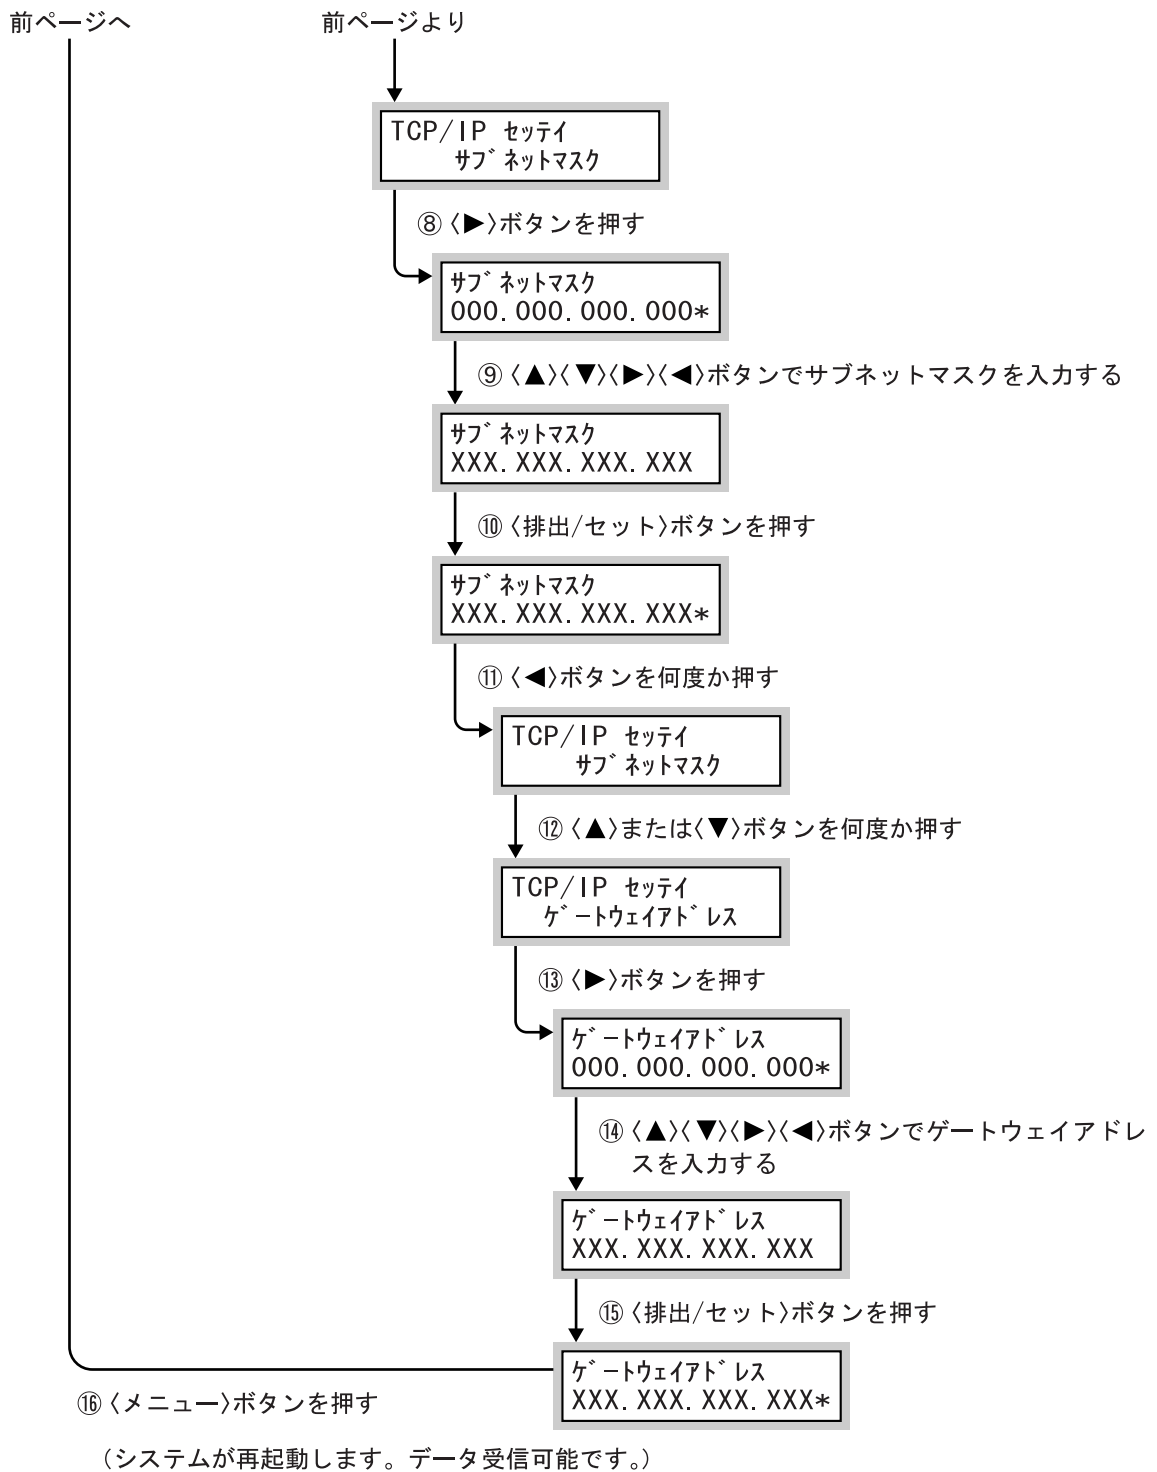 前ページへ
前ページより
TCP/IP ｾｯﾃｲ
ｻﾌﾞﾈｯﾄﾏｽｸ
⑧〈▶〉ボタンを押す
ｻﾌﾞﾈｯﾄﾏｽｸ
000.000.000.000*
⑨〈▲〉〈▼〉〈▶〉〈◀〉ボタンでサブネットマスクを入力する
ｻﾌﾞﾈｯﾄﾏｽｸ
XXX.XXX.XXX.XXX
⑩〈排出/セット〉ボタンを押す
ｻﾌﾞﾈｯﾄﾏｽｸ
XXX.XXX.XXX.XXX*
⑪〈◀〉ボタンを何度か押す
TCP/IP ｾｯﾃｲ
ｻﾌﾞﾈｯﾄﾏｽｸ
⑫〈▲〉または〈▼〉ボタンを何度か押す
TCP/IP ｾｯﾃｲ
ｹﾞｰﾄｳｪｲｱﾄﾞﾚｽ
⑬〈▶〉ボタンを押す
ｹﾞｰﾄｳｪｲｱﾄﾞﾚｽ
000.000.000.000*
⑭〈▲〉〈▼〉〈▶〉〈◀〉ボタンでゲートウェイアドレ
スを入力する
ｹﾞｰﾄｳｪｲｱﾄﾞﾚｽ
XXX.XXX.XXX.XXX
⑮〈排出/セット〉ボタンを押す
ｹﾞｰﾄｳｪｲｱﾄﾞﾚｽ
XXX.XXX.XXX.XXX*
⑯〈メニュー〉ボタンを押す
（システムが再起動します。データ受信可能です。）